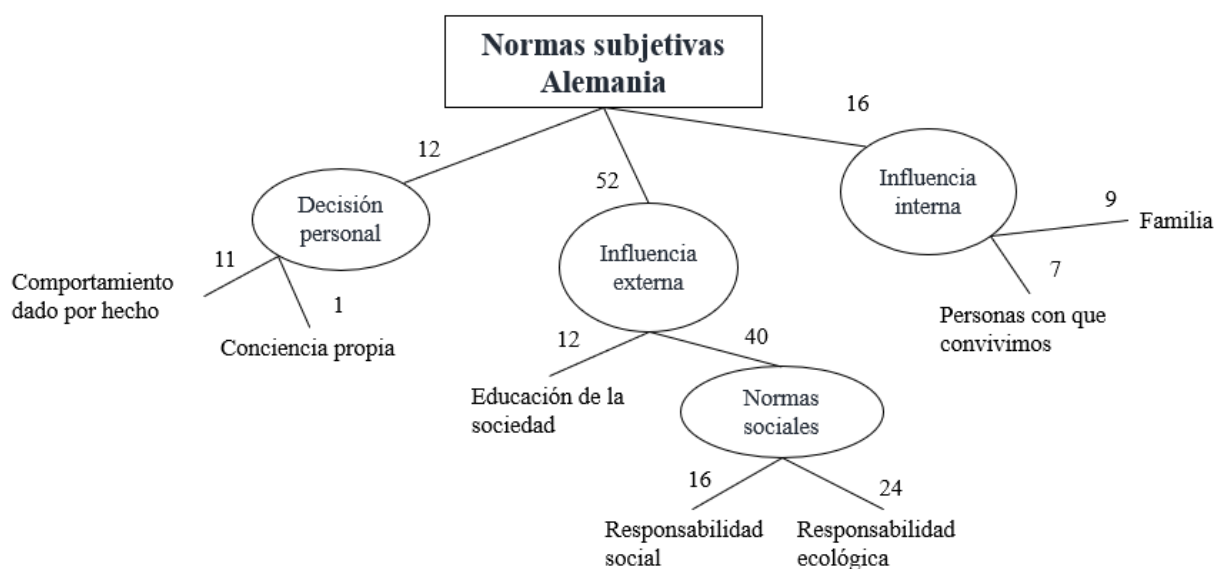 Normas subjetivas
Alemania
12
52
16
Decisión
personal
Influencia
externa
Influencia
interna
11
1
Comportamiento
dado por hecho
Conciencia propia
9
Familia
7
Personas con que
convivimos
12
40
Educación de la
sociedad
Normas
sociales
16
24
Responsabilidad
social
Responsabilidad
ecológica